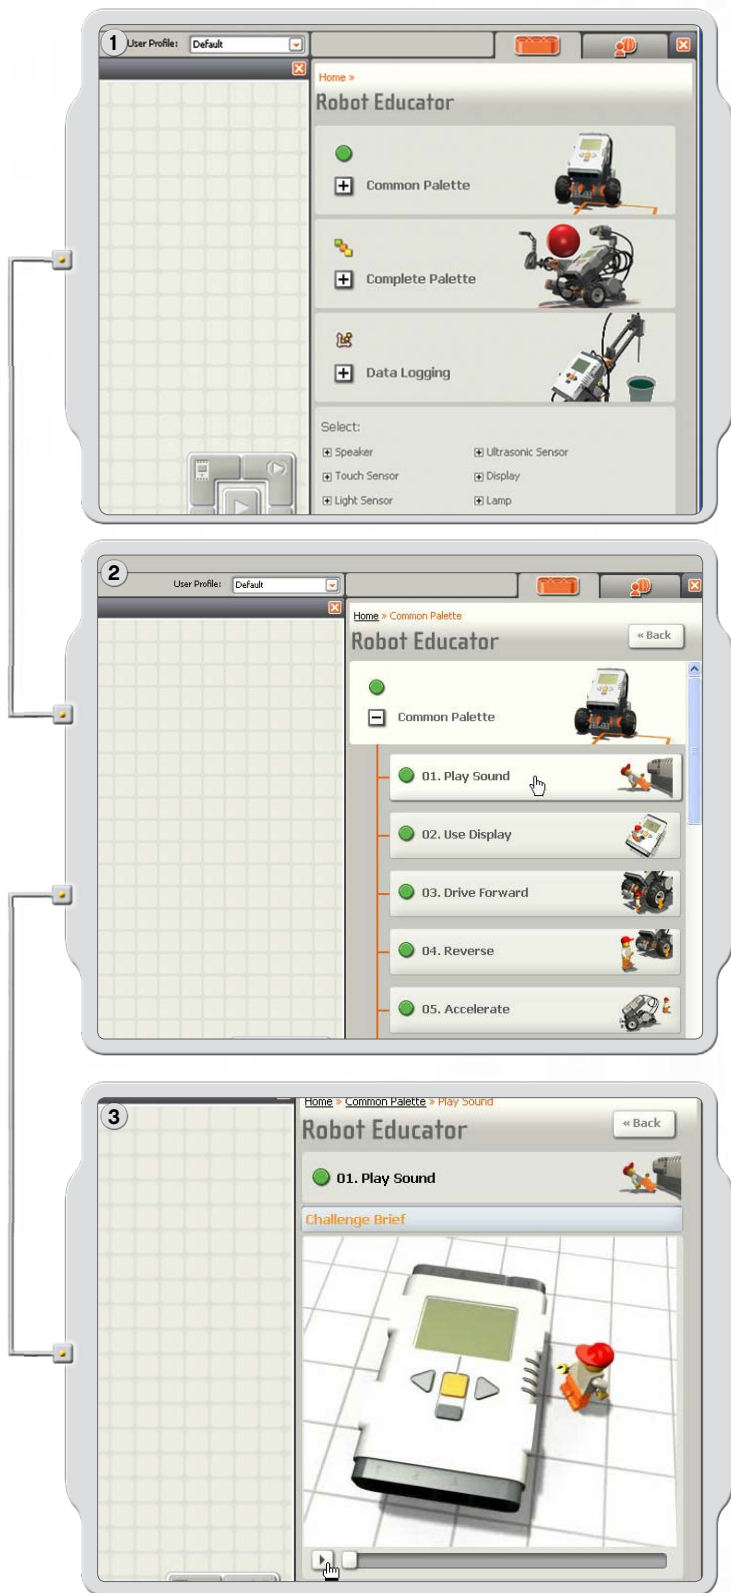 1
User Profile: Default
Home »
Robot Educator
Common Palette
Complete Palette
Data Logging
Select:
Speaker
Ultrasonic Sensor
Touch Sensor
Display
Light Sensor
Lamp
2
User Profile: Default
Home » Common Palette
Robot Educator
« Back
Common Palette
01. Play Sound
02. Use Display
03. Drive Forward
04. Reverse
05. Accelerate
3
Home » Common Palette » Play Sound
Robot Educator
« Back
01. Play Sound
Challenge Brief